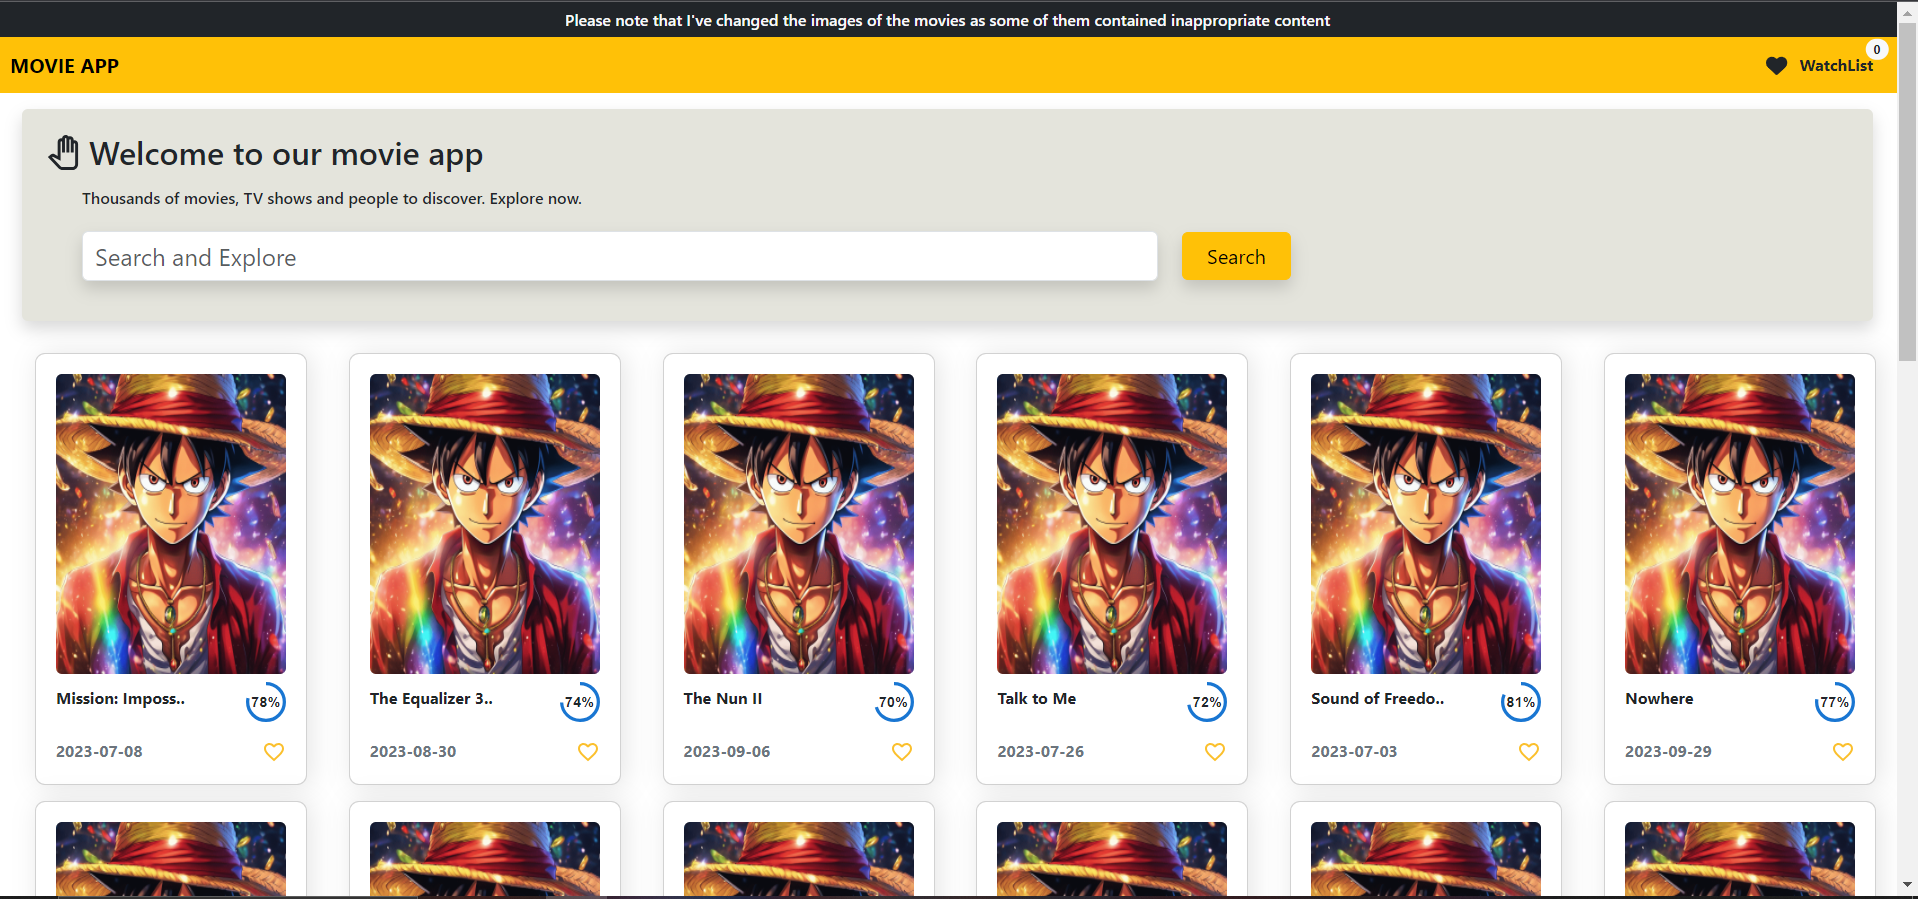 Please note that I've changed the images of the movies as some of them contained inappropriate content
MOVIE APP
WatchList
0
Welcome to our movie app
Thousands of movies, TV shows and people to discover. Explore now.
Search and Explore
Search
Mission: Imposs..
78%
2023-07-08
The Equalizer 3..
74%
2023-08-30
The Nun II
70%
2023-09-06
Talk to Me
72%
2023-07-26
Sound of Freedo..
81%
2023-07-03
Nowhere
77%
2023-09-29